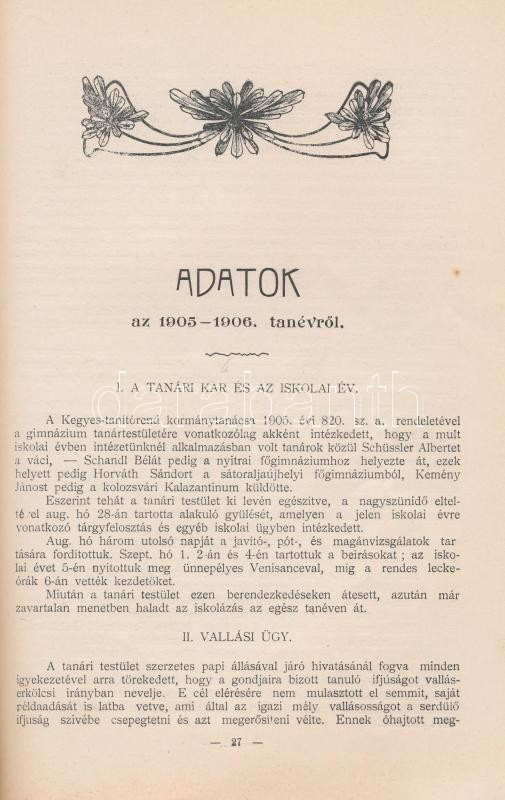 ADATOK
az 1905—1906. tanévről.
I. A TANÁRI KAR ÉS AZ ISKOLAI ÉV.
A Kegyes-tanitórend kormánytanácsa 1905. évi 820. sz. a. rendeletével
a gimnázium tanártestületére vonatkozólag akként intézkedett, hogy a mult
iskolai évben intézetünknél alkalmazásban volt tanárok közül Schüssler Albertet
a váci, — Schandl Bélát pedig a nyitrai főgimnáziumhoz helyezte át, ezek
helyett pedig Horváth Sándort a sátoraljaújhelyi főgimnáziumból, Kemény
Jánost pedig a kolozsvári Kalazantinum küldötte.
Eszerint tehát a tanári testület ki levén egészitve, a nagyszünidő eltel-
tével aug. hó 28-án tartotta alakuló gyülését, amelyen a jelen iskolai évre
vonatkozó tárgyfelosztás és egyéb iskolai ügyben intézkedett.
Aug. hó három utolsó napját a javító-, pót-, és magánvizsgálatok tar
tására forditottuk. Szept. hó 1. 2-án és 4-én tartottuk a beirásokat ; az isko-
lai évet 5-én nyitottuk meg ünnepélyes Venisanceval, mig a rendes lecke-
órák 6-án vették kezdetöket.
Miután a tanári testület ezen berendezkedéseken átesett, azután már
zavartalan menetben haladt az iskolázás az egész tanéven át.
II. VALLÁSI ÜGY.
A tanári testület szerzetes papi állásával járó hivatásánál fogva minden
igyekezetével arra törekedett, hogy a gondjaira bizott tanuló ifjúságot vallás-
erkölcsi irányban nevelje. E cél elérésére nem mulasztott el semmit, saját
példaadását is latba vetve, ami által az igazi mély vallásosságot a serdülő
ifjuság szivébe csepegtetni és azt megerősíteni vélte. Ennek óhajtott meg-
— 27 —
darabanth